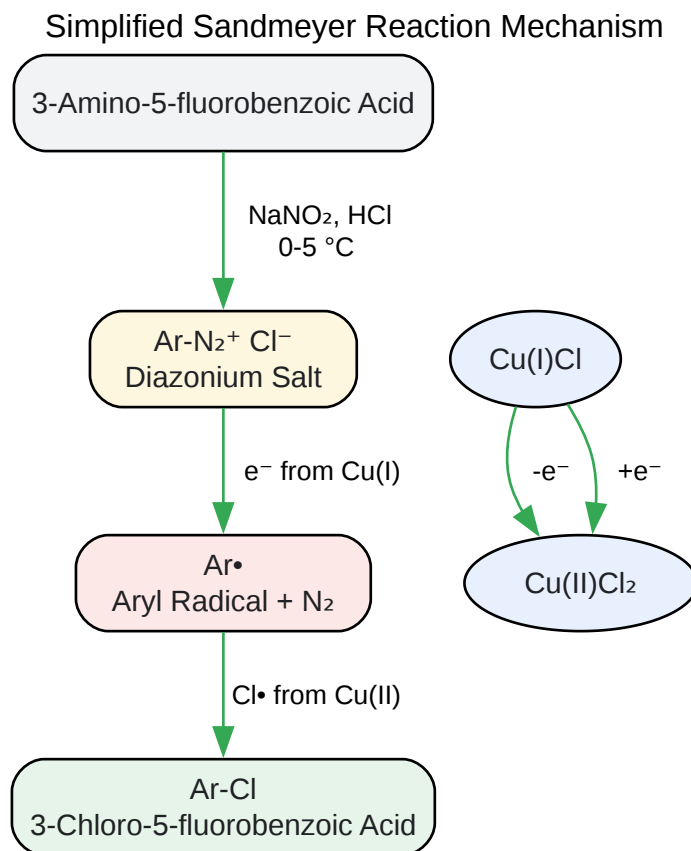 Simplified Sandmeyer Reaction Mechanism
3-Amino-5-fluorobenzoic Acid
NaNO₂, HCl
0-5 °C
Ar-N₂⁺ Cl⁻
Diazonium Salt
Cu(I)Cl
e⁻ from Cu(I)
-e⁻
+e⁻
Ar•
Aryl Radical + N₂
Cu(II)Cl₂
Cl• from Cu(II)
Ar-Cl
3-Chloro-5-fluorobenzoic Acid